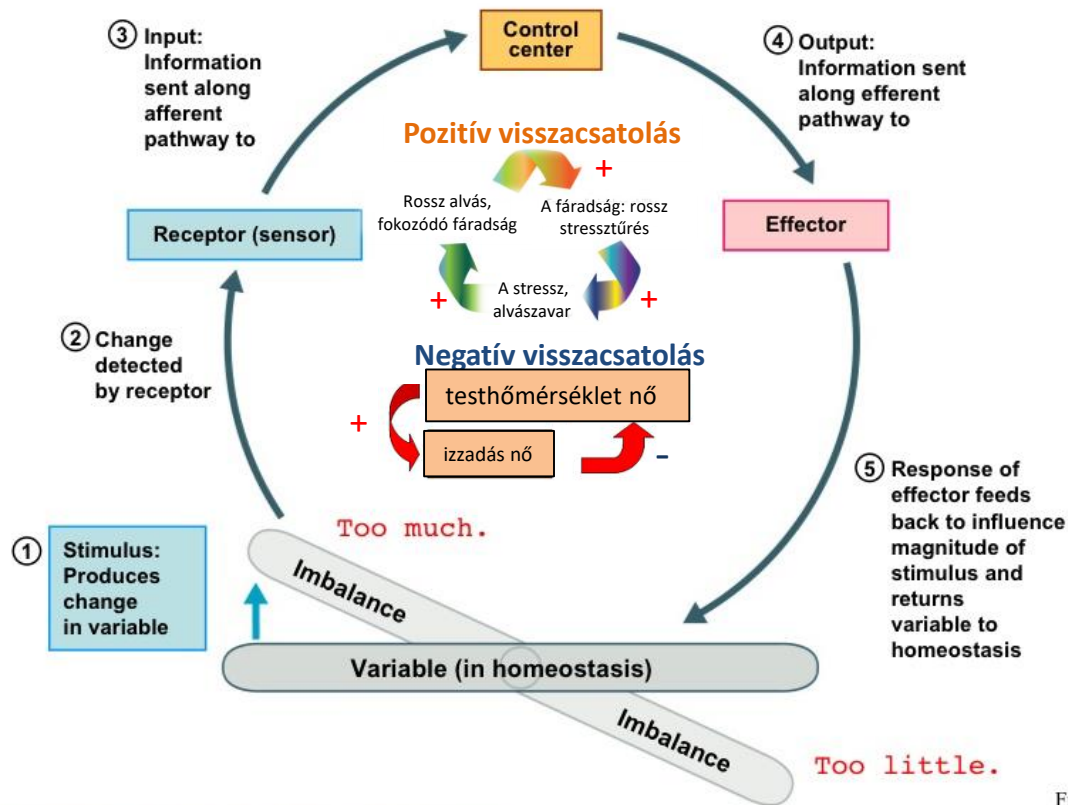 ③ Input:
Information
sent along
afferent
pathway to
Control
center
④ Output:
Information sent
along efferent
pathway to
Pozitív visszacsatolás
+
Rossz alvás,
fokozódó fáradság
A fáradság: rossz
stressztűrés
Receptor (sensor)
Effector
A stressz,
alvászavar
+
+
② Change
detected
by receptor
Negatív visszacsatolás
testhőmérséklet nő
+
izzadás nő
-
⑤ Response of
effector feeds
back to influence
magnitude of
stimulus and
returns
variable to
homeostasis
① Stimulus:
Produces
change
in variable
Too much.
Imbalance
Variable (in homeostasis)
Imbalance
Too little.
F